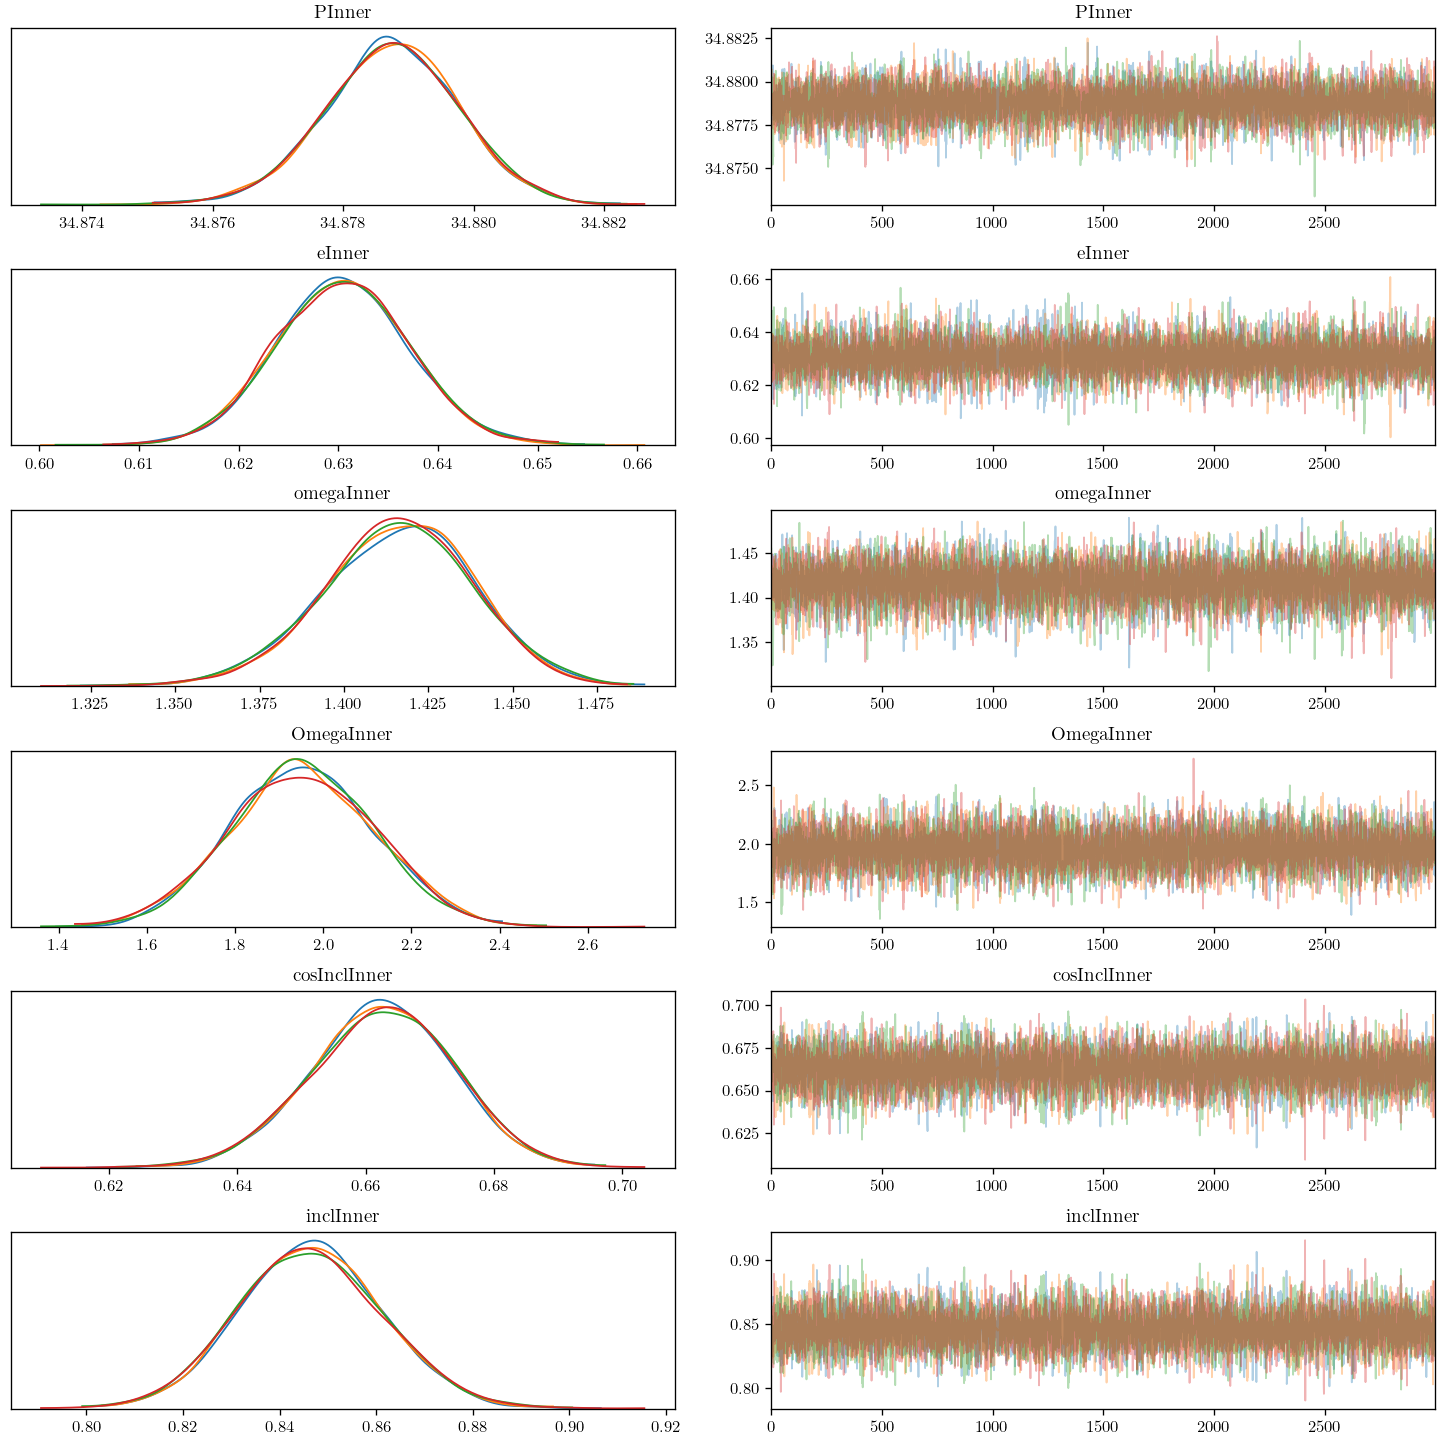 PInner PInner
34.8825
34.8800
34.8775
34.8750
34.874 34.876 34.878 34.880 34.882 0 500 1000 1500 2000 2500
eInner eInner
0.66
0.64
0.62
0.60
0.60 0.61 0.62 0.63 0.64 0.65 0.66 0 500 1000 1500 2000 2500
omegaInner omegaInner
1.45
1.40
1.35
1.325 1.350 1.375 1.400 1.425 1.450 1.475 0 500 1000 1500 2000 2500
OmegaInner OmegaInner
2.5
2.0
1.5
1.4 1.6 1.8 2.0 2.2 2.4 2.6 0 500 1000 1500 2000 2500
cosInclInner cosInclInner
0.700
0.675
0.650
0.625
0.62 0.64 0.66 0.68 0.70 0 500 1000 1500 2000 2500
inclInner inclInner
0.90
0.85
0.80
0.80 0.82 0.84 0.86 0.88 0.90 0.92 0 500 1000 1500 2000 2500